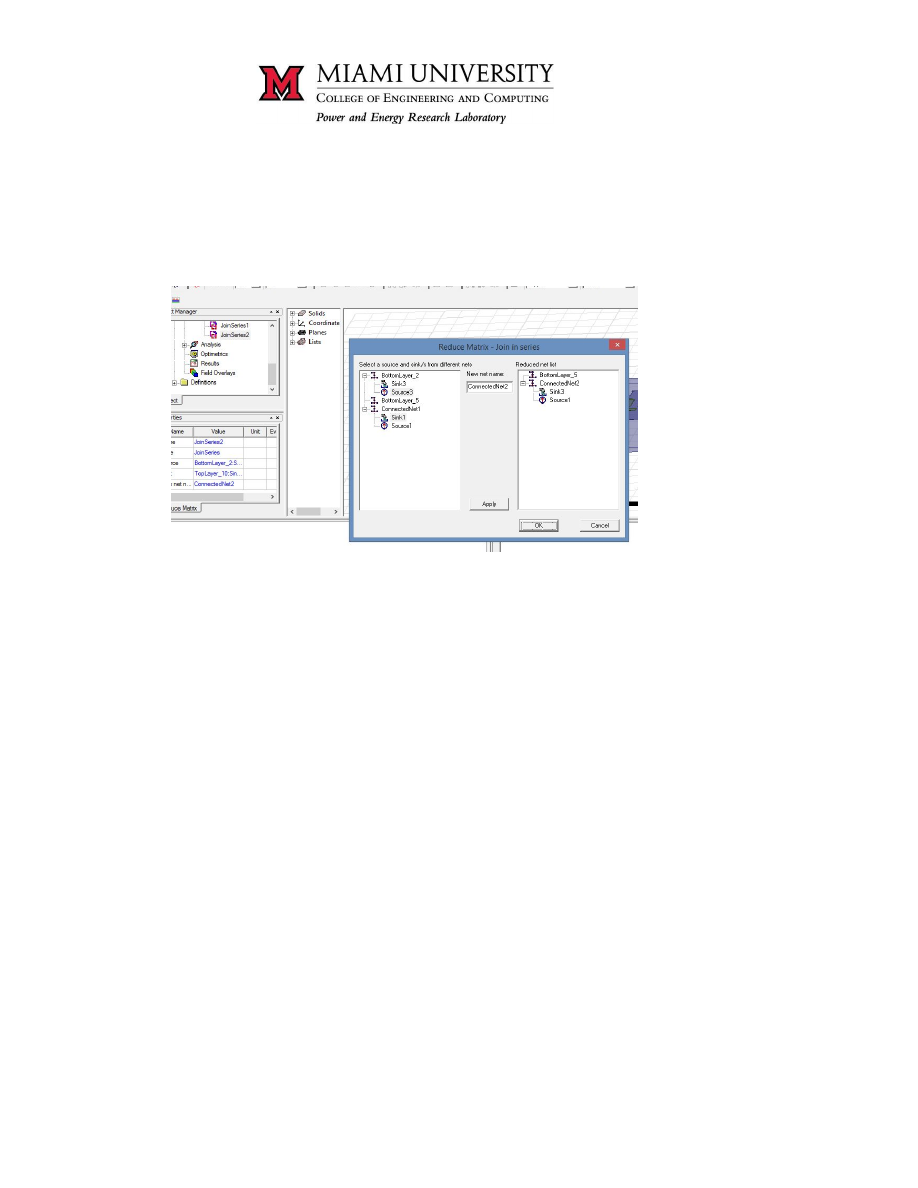 MIAMI UNIVERSITY
COLLEGE OF ENGINEERING AND COMPUTING
Power and Energy Research Laboratory
ct Manager
JoinSeries1
JoinSeries2
Analysis
Optimetrics
Results
Field Overlays
Definitions
ect
erties
Name Value Unit Ev
pe JoinSeries2
e JoinSeries
rce BottomLayer_2:S...
TopLayer_10:Sin...
net n... ConnectedNet2
uce Matrix
Solids
Coordinate
Planes
Lists
Reduce Matrix - Join in series
Select a source and sink/s from different nets
BottomLayer_2
Sink3
Source3
BottomLayer_5
ConnectedNet1
Sink1
Source1
New net name:
ConnectedNet2
Apply
Reduced net list
BottomLayer_5
ConnectedNet2
Sink3
Source1
OK
Cancel